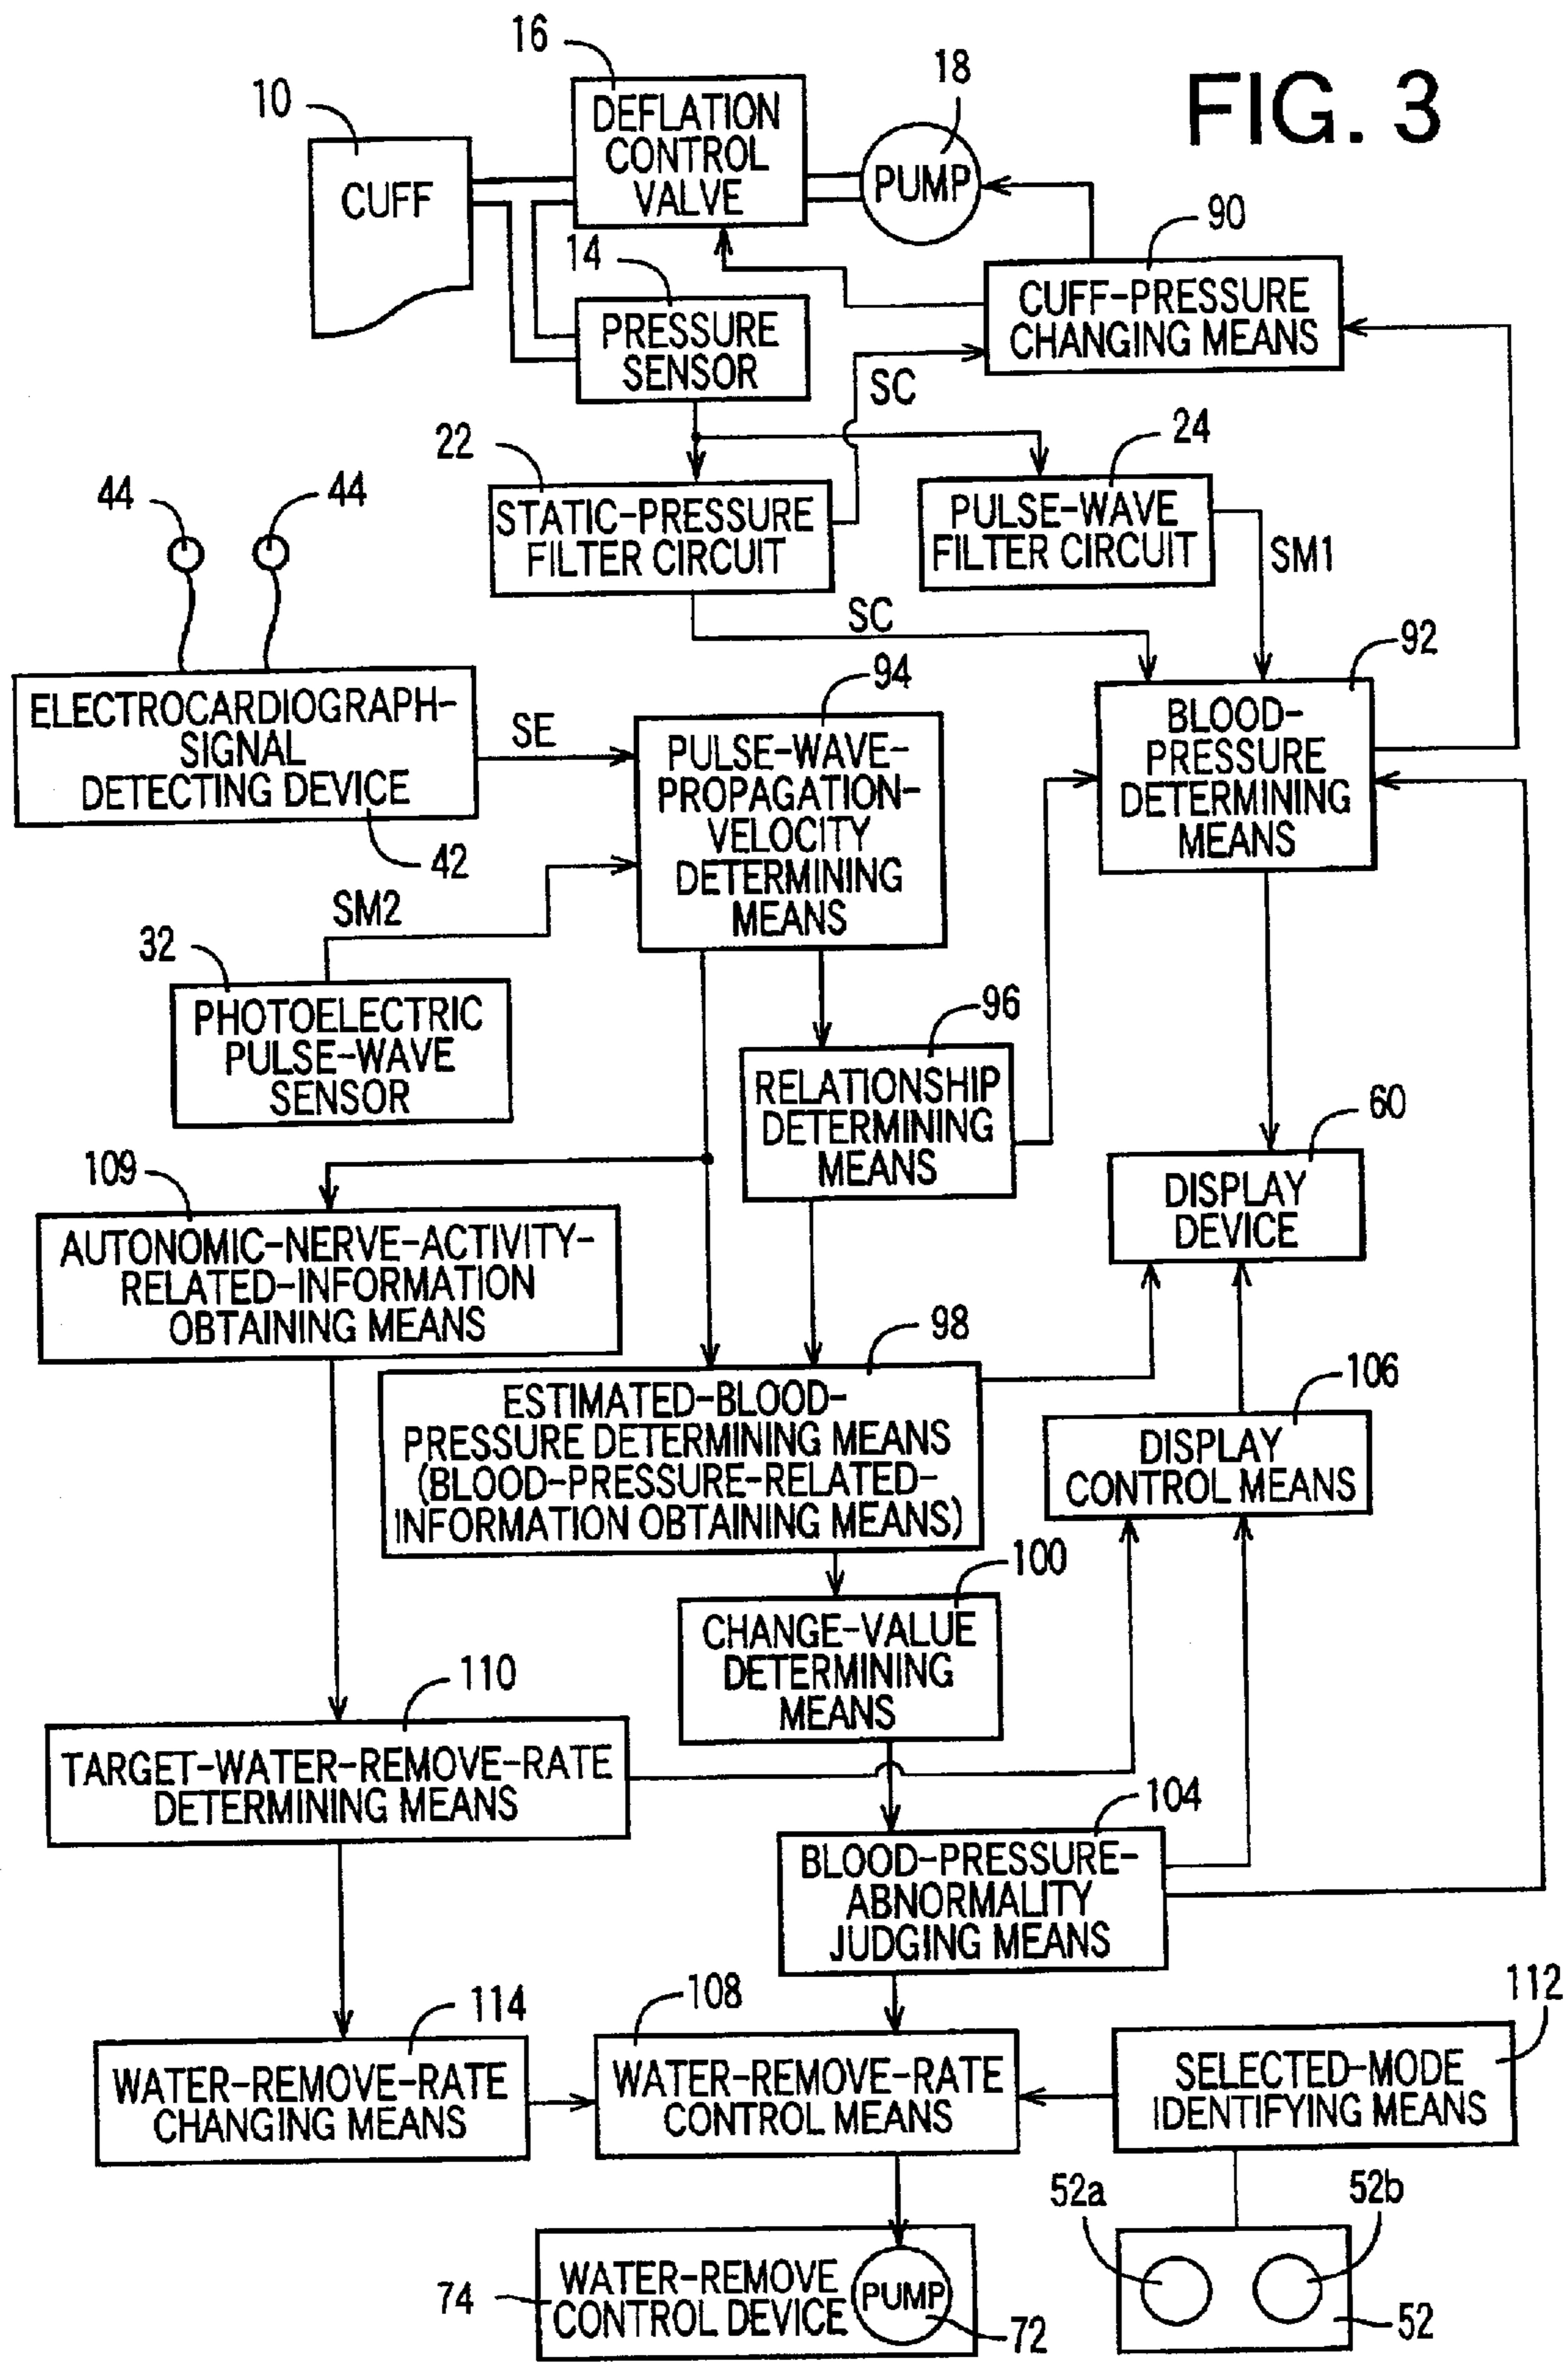 FIG. 3
16
18
10
DEFLATION
CONTROL
VALVE
PUMP
CUFF
90
14
CUFF-PRESSURE
CHANGING MEANS
PRESSURE
SENSOR
SC
22
24
44
44
STATIC-PRESSURE
FILTER CIRCUIT
PULSE-WAVE
FILTER CIRCUIT
SM1
SC
92
94
ELECTROCARDIOGRAPH-
SIGNAL
DETECTING DEVICE
42
SE
PULSE-WAVE-
PROPAGATION-
VELOCITY
DETERMINING
MEANS
BLOOD-
PRESSURE
DETERMINING
MEANS
SM2
32
PHOTOELECTRIC
PULSE-WAVE
SENSOR
96
RELATIONSHIP
DETERMINING
MEANS
60
DISPLAY
DEVICE
109
AUTONOMIC-NERVE-ACTIVITY-
RELATED-INFORMATION
OBTAINING MEANS
98
ESTIMATED-BLOOD-
PRESSURE DETERMINING MEANS
(BLOOD-PRESSURE-RELATED-
INFORMATION OBTAINING MEANS)
106
DISPLAY
CONTROL MEANS
100
CHANGE-VALUE
DETERMINING
MEANS
110
TARGET-WATER-REMOVE-RATE
DETERMINING MEANS
104
BLOOD-PRESSURE-
ABNORMALITY
JUDGING MEANS
114
WATER-REMOVE-RATE
CHANGING MEANS
108
WATER-REMOVE-RATE
CONTROL MEANS
112
SELECTED-MODE
IDENTIFYING MEANS
52a
52b
74
WATER-REMOVE
CONTROL DEVICE
PUMP
72
52